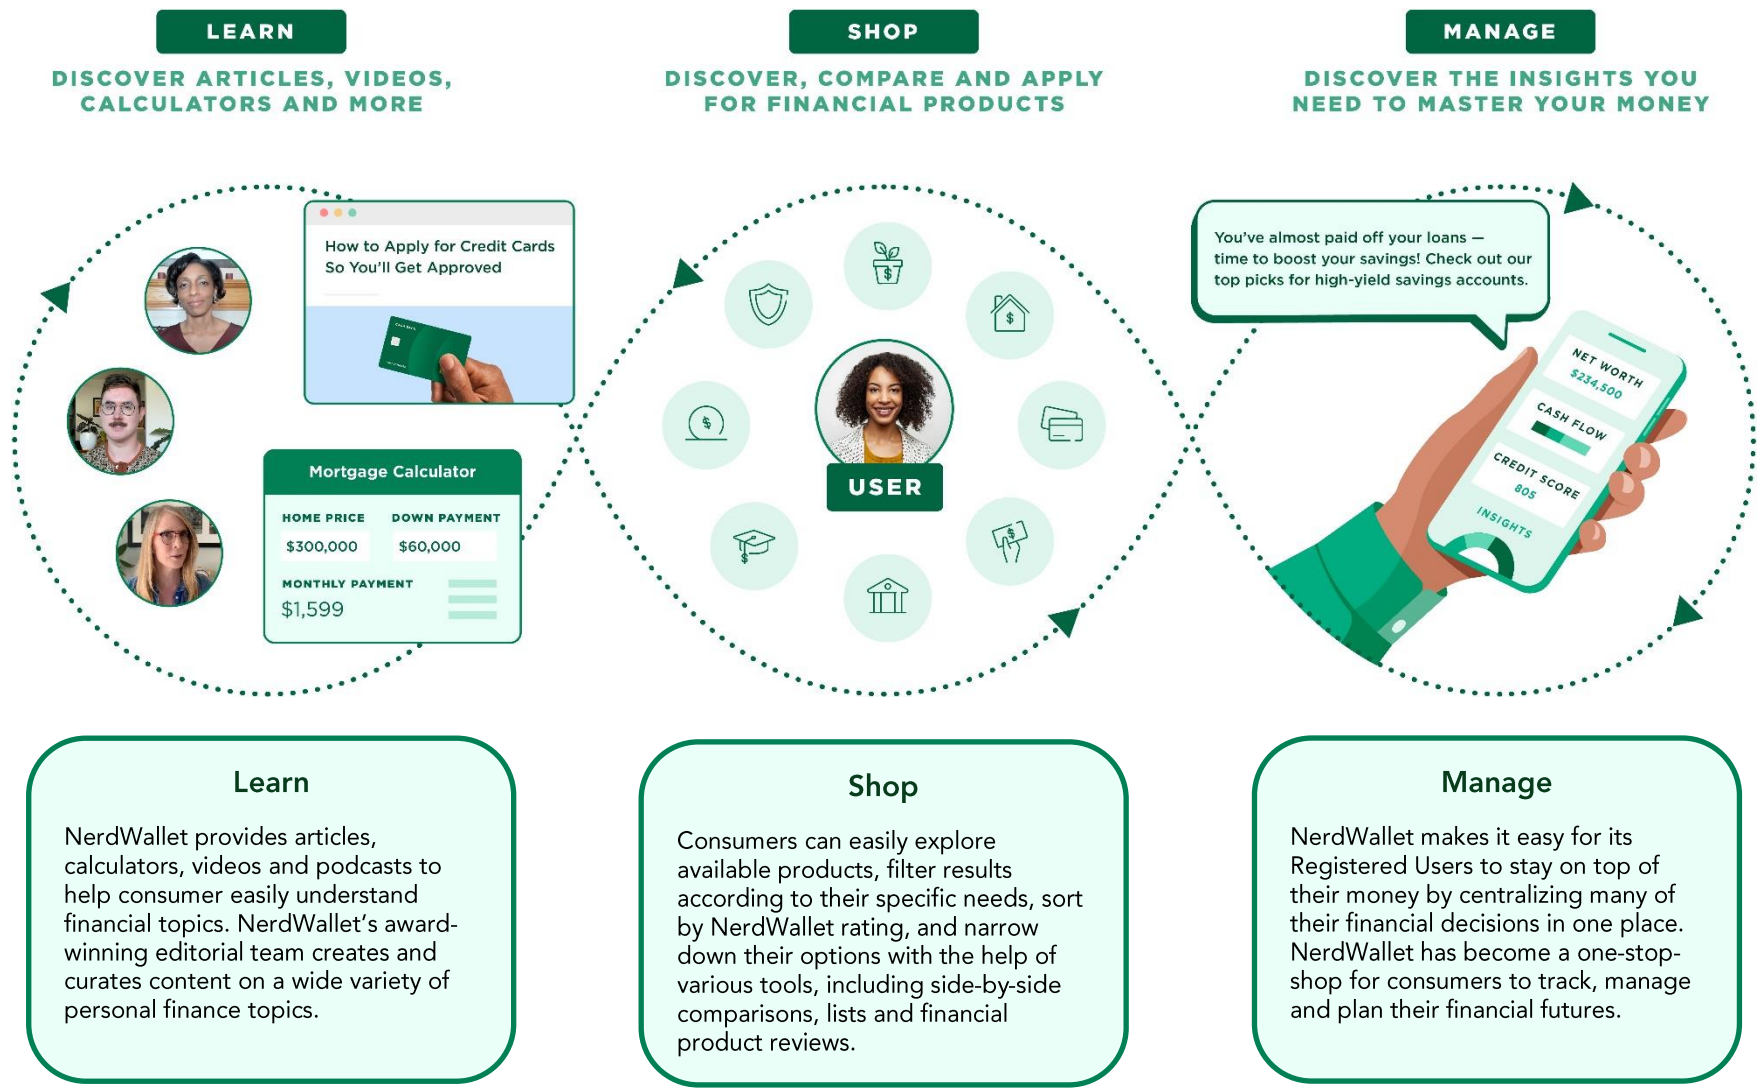 LEARN
DISCOVER ARTICLES, VIDEOS,
CALCULATORS AND MORE
SHOP
DISCOVER, COMPARE AND APPLY
FOR FINANCIAL PRODUCTS
MANAGE
DISCOVER THE INSIGHTS YOU
NEED TO MASTER YOUR MONEY
How to Apply for Credit Cards
So You'll Get Approved
Mortgage Calculator
HOME PRICE
DOWN PAYMENT
$300,000
$60,000
MONTHLY PAYMENT
$1,599
$
$
$
$
$
USER
You've almost paid off your loans —
time to boost your savings! Check out our
top picks for high-yield savings accounts.
NET WORTH
$234,500
CASH FLOW
CREDIT SCORE
805
INSIGHTS
Learn
NerdWallet provides articles,
calculators, videos and podcasts to
help consumer easily understand
financial topics. NerdWallet's award-
winning editorial team creates and
curates content on a wide variety of
personal finance topics.
Shop
Consumers can easily explore
available products, filter results
according to their specific needs, sort
by NerdWallet rating, and narrow
down their options with the help of
various tools, including side-by-side
comparisons, lists and financial
product reviews.
Manage
NerdWallet makes it easy for its
Registered Users to stay on top of
their money by centralizing many of
their financial decisions in one place.
NerdWallet has become a one-stop-
shop for consumers to track, manage
and plan their financial futures.